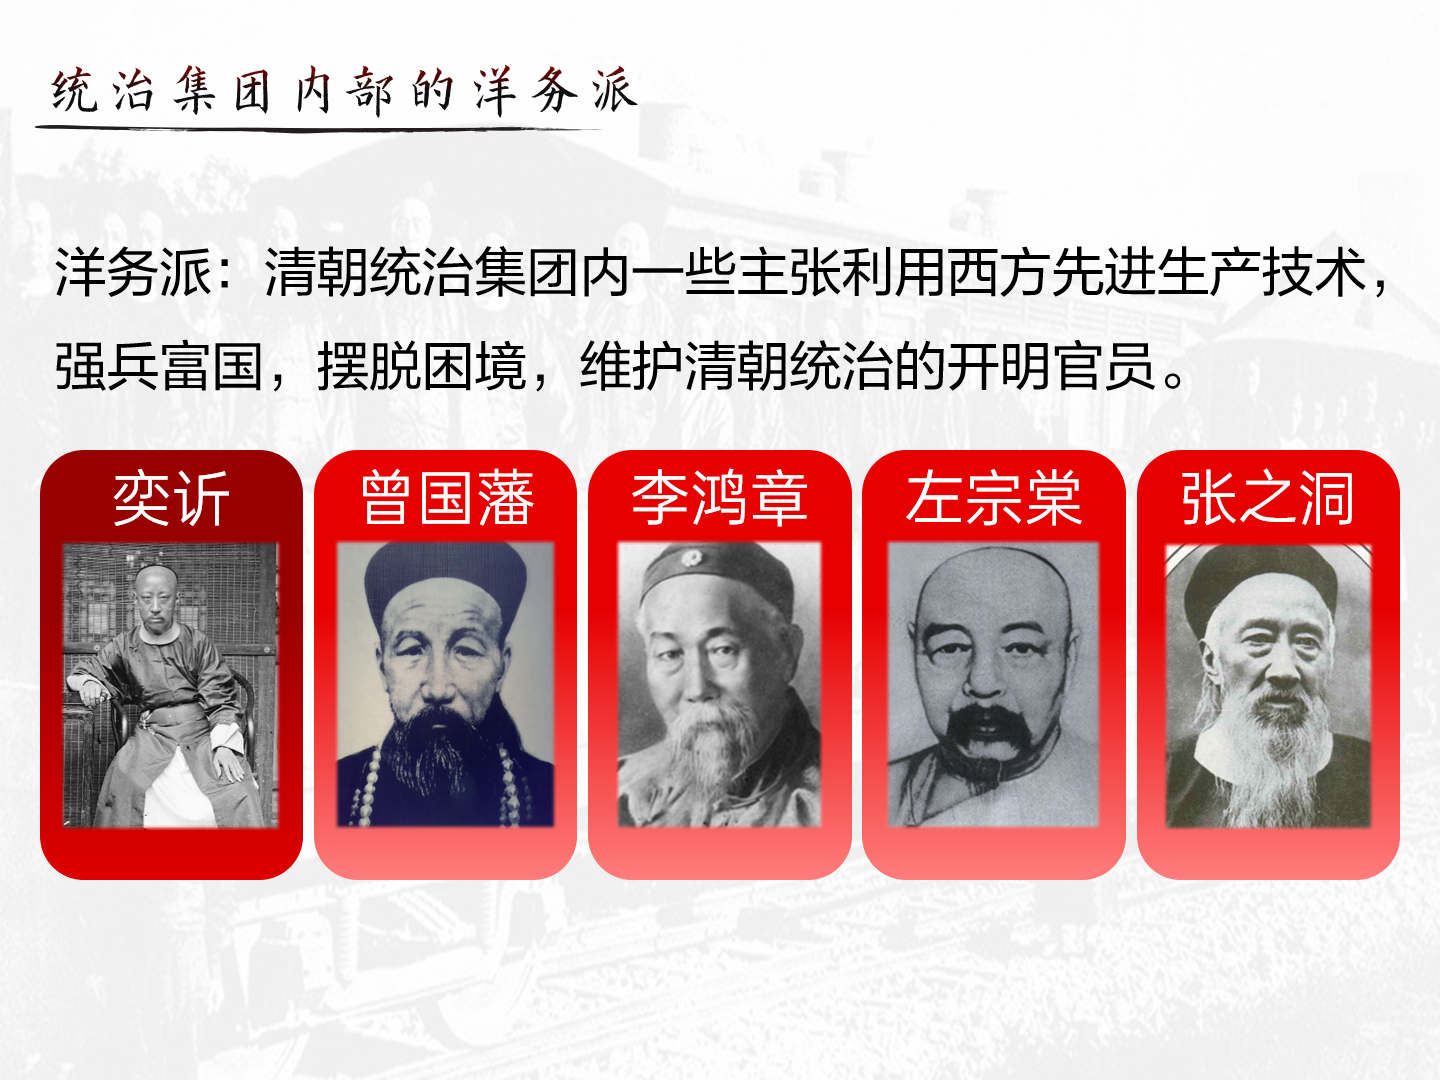 统治集团内部的洋务派
洋务派：清朝统治集团内一些主张利用西方先进生产技术，
强兵富国，摆脱困境，维护清朝统治的开明官员。
奕䜣
曾国藩
李鸿章
左宗棠
张之洞